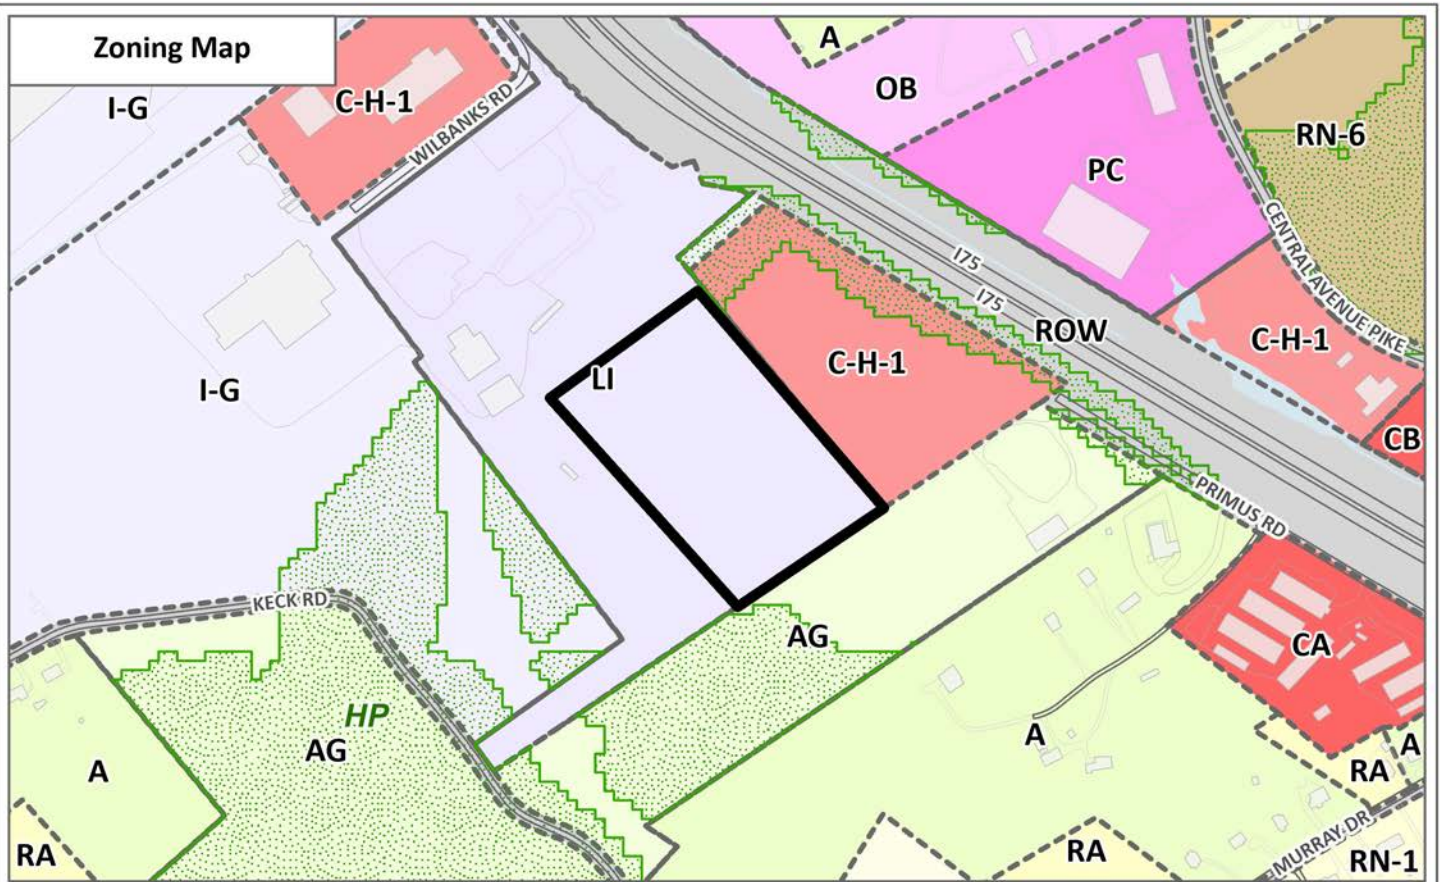 Zoning Map
A
I-G
C-H-1
WILBANKS RD
OB
RN-6
PC
CENTRAL AVENUE PIKE
I75
I75
ROW
C-H-1
C-H-1
I-G
LI
CB
PRIMUS RD
KECK RD
AG
CA
HP
AG
A
A
A
RA
RA
RA
MURRAY DR
RN-1